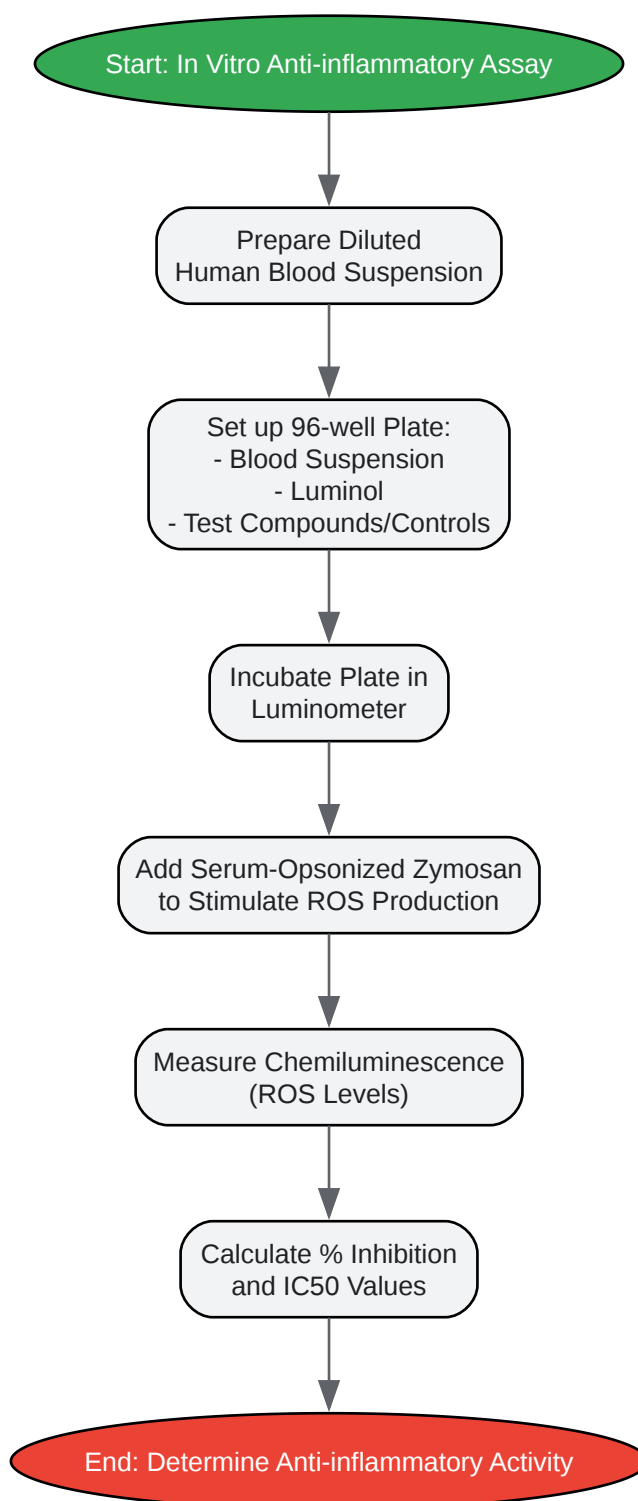 Start: In Vitro Anti-inflammatory Assay
Prepare Diluted
Human Blood Suspension
Set up 96-well Plate:
- Blood Suspension
- Luminol
- Test Compounds/Controls
Incubate Plate in
Luminometer
Add Serum-Opsonized Zymosan
to Stimulate ROS Production
Measure Chemiluminescence
(ROS Levels)
Calculate % Inhibition
and IC50 Values
End: Determine Anti-inflammatory Activity